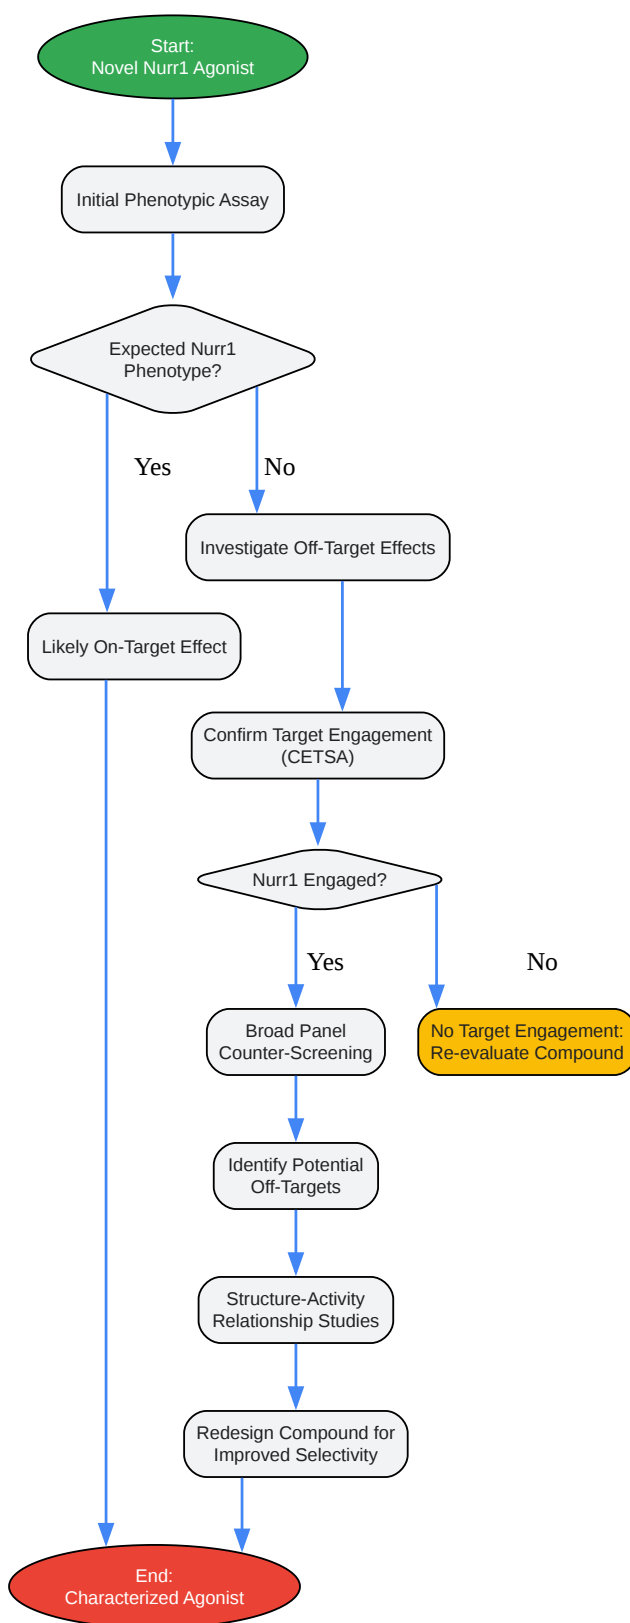 Start:
Novel Nurr1 Agonist
Initial Phenotypic Assay
Expected Nurr1
Phenotype?
Yes
No
Investigate Off-Target Effects
Likely On-Target Effect
Confirm Target Engagement
(CETSA)
Nurr1 Engaged?
Yes
No
Broad Panel
Counter-Screening
No Target Engagement:
Re-evaluate Compound
Identify Potential
Off-Targets
Structure-Activity
Relationship Studies
Redesign Compound for
Improved Selectivity
End:
Characterized Agonist